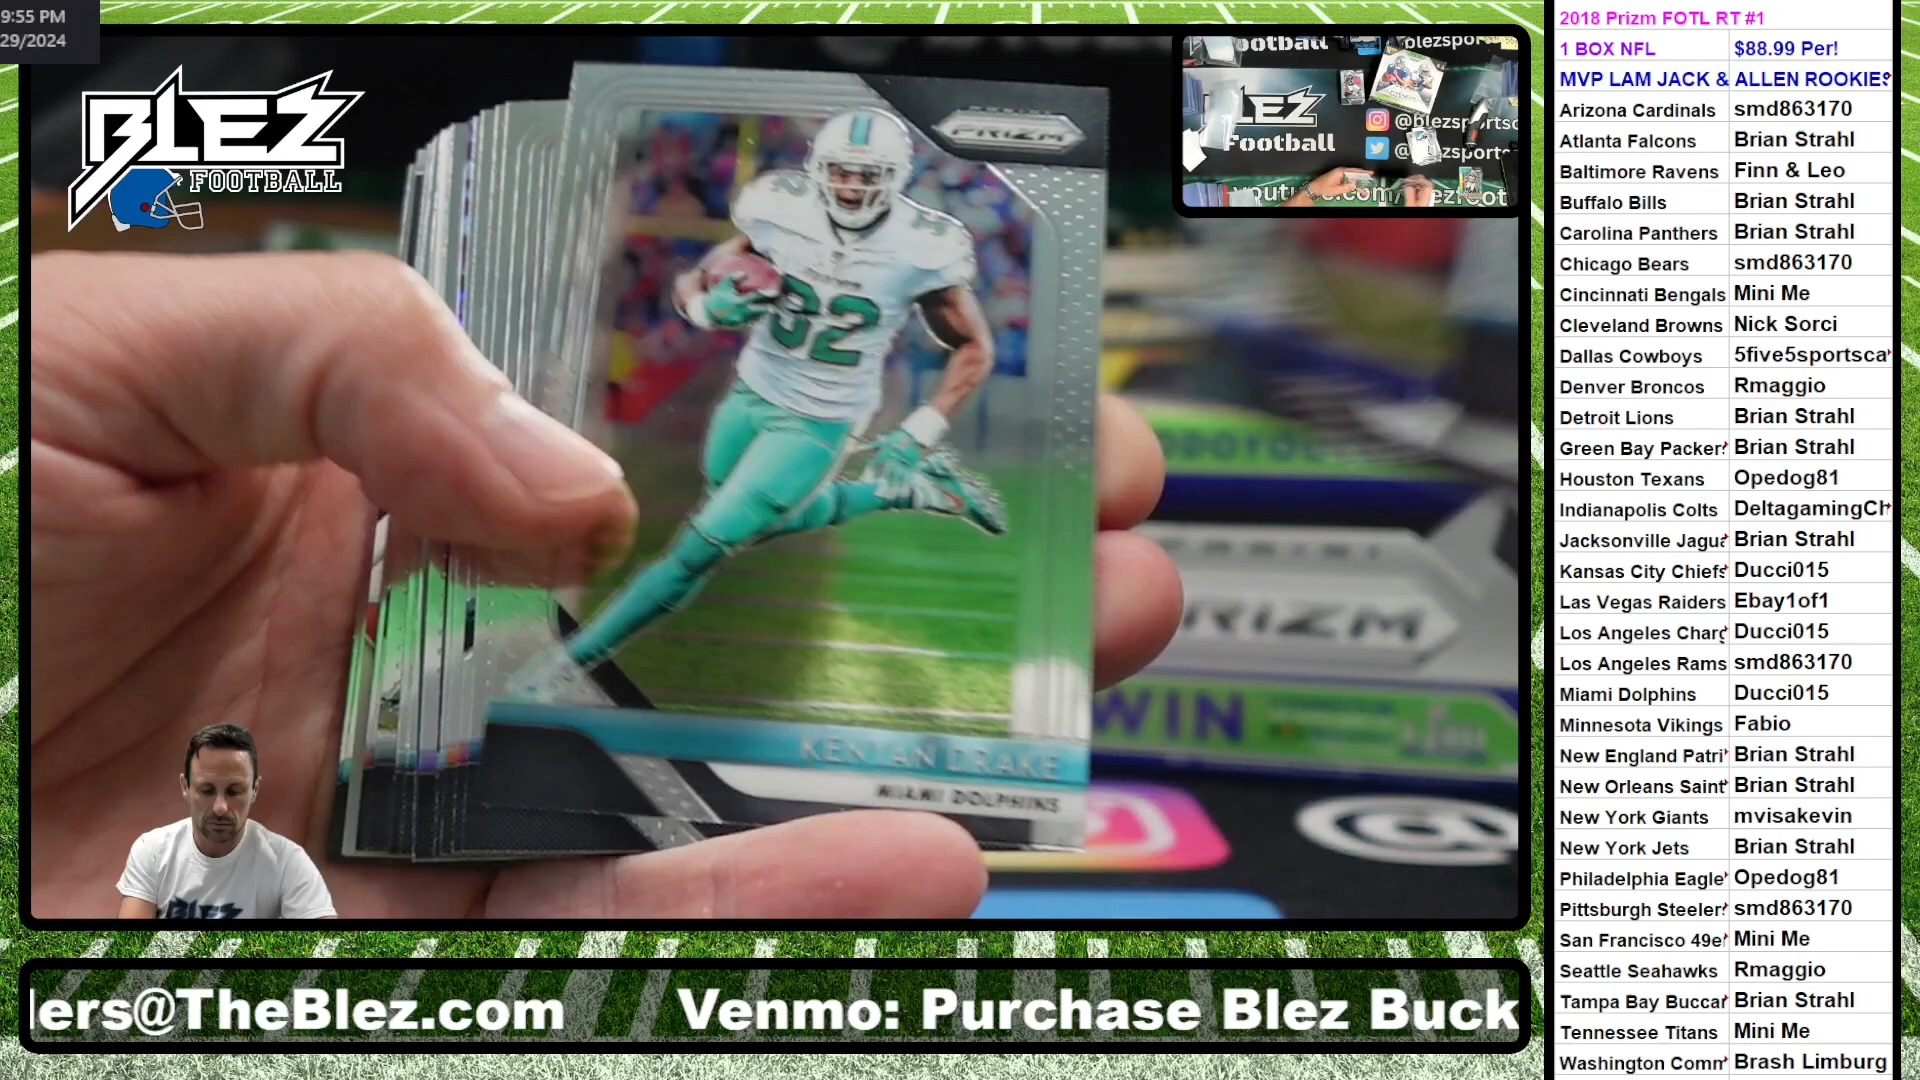 9:55 PM
29/2024
BLEZ
FOOTBALL
PRIZM
32
KENYAN DRAKE
MIAMI DOLPHINS
BLEZ
Football
WIN
@
lers@TheBlez.com Venmo: Purchase Blez Buck
2018 Prizm FOTL RT #1
1 BOX NFL $88.99 Per!
MVP LAM JACK & ALLEN ROOKIES
Arizona Cardinals smd863170
Atlanta Falcons Brian Strahl
Baltimore Ravens Finn & Leo
Buffalo Bills Brian Strahl
Carolina Panthers Brian Strahl
Chicago Bears smd863170
Cincinnati Bengals Mini Me
Cleveland Browns Nick Sorci
Dallas Cowboys 5five5sportsca
Denver Broncos Rmaggio
Detroit Lions Brian Strahl
Green Bay Packer Brian Strahl
Houston Texans Opedog81
Indianapolis Colts DeltagamingCh
Jacksonville Jagua Brian Strahl
Kansas City Chiefs Ducci015
Las Vegas Raiders Ebay1of1
Los Angeles Charg Ducci015
Los Angeles Rams smd863170
Miami Dolphins Ducci015
Minnesota Vikings Fabio
New England Patri Brian Strahl
New Orleans Saint Brian Strahl
New York Giants mvisakevin
New York Jets Brian Strahl
Philadelphia Eagle Opedog81
Pittsburgh Steeler smd863170
San Francisco 49e Mini Me
Seattle Seahawks Rmaggio
Tampa Bay Buccar Brian Strahl
Tennessee Titans Mini Me
Washington Comm Brash Limburg